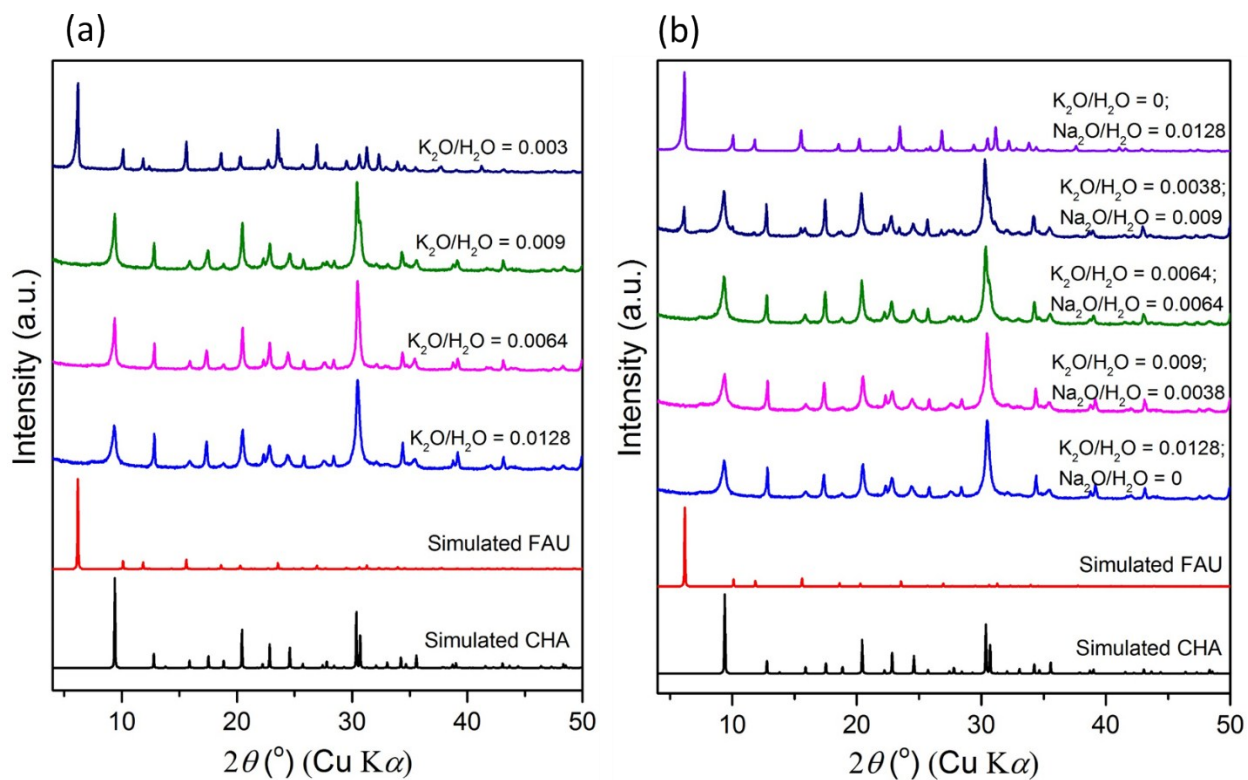 (a)
K₂O/H₂O = 0.003
K₂O/H₂O = 0.009
K₂O/H₂O = 0.0064
K₂O/H₂O = 0.0128
Simulated FAU
Simulated CHA
Intensity (a.u.)
10 20 30 40 50
2θ (°) (Cu Kα)
(b)
K₂O/H₂O = 0;
Na₂O/H₂O = 0.0128
K₂O/H₂O = 0.0038;
Na₂O/H₂O = 0.009
K₂O/H₂O = 0.0064;
Na₂O/H₂O = 0.0064
K₂O/H₂O = 0.009;
Na₂O/H₂O = 0.0038
K₂O/H₂O = 0.0128;
Na₂O/H₂O = 0
Simulated FAU
Simulated CHA
Intensity (a.u.)
10 20 30 40 50
2θ (°) (Cu Kα)